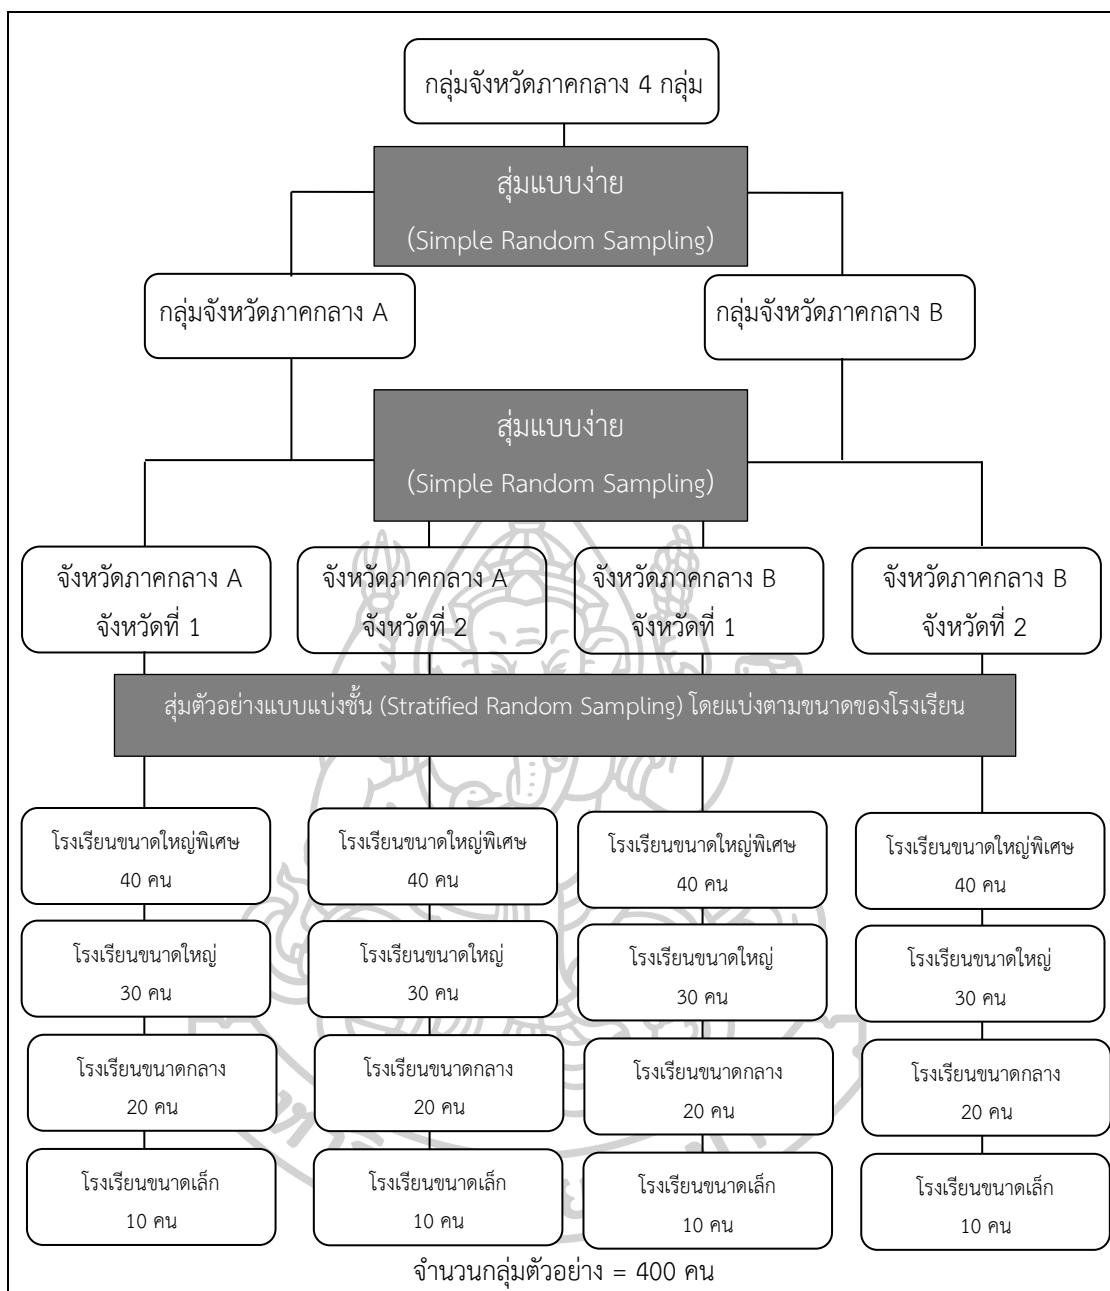 กลุ่มจังหวัดภาคกลาง 4 กลุ่ม
สุ่มแบบง่าย
(Simple Random Sampling)
กลุ่มจังหวัดภาคกลาง A
กลุ่มจังหวัดภาคกลาง B
สุ่มแบบง่าย
(Simple Random Sampling)
จังหวัดภาคกลาง A
จังหวัดที่ 1
จังหวัดภาคกลาง A
จังหวัดที่ 2
จังหวัดภาคกลาง B
จังหวัดที่ 1
จังหวัดภาคกลาง B
จังหวัดที่ 2
สุ่มตัวอย่างแบบแบ่งชั้น (Stratified Random Sampling) โดยแบ่งตามขนาดของโรงเรียน
โรงเรียนขนาดใหญ่พิเศษ
40 คน
โรงเรียนขนาดใหญ่พิเศษ
40 คน
โรงเรียนขนาดใหญ่พิเศษ
40 คน
โรงเรียนขนาดใหญ่พิเศษ
40 คน
โรงเรียนขนาดใหญ่
30 คน
โรงเรียนขนาดใหญ่
30 คน
โรงเรียนขนาดใหญ่
30 คน
โรงเรียนขนาดใหญ่
30 คน
โรงเรียนขนาดกลาง
20 คน
โรงเรียนขนาดกลาง
20 คน
โรงเรียนขนาดกลาง
20 คน
โรงเรียนขนาดกลาง
20 คน
โรงเรียนขนาดเล็ก
10 คน
โรงเรียนขนาดเล็ก
10 คน
โรงเรียนขนาดเล็ก
10 คน
โรงเรียนขนาดเล็ก
10 คน
จำนวนกลุ่มตัวอย่าง = 400 คน